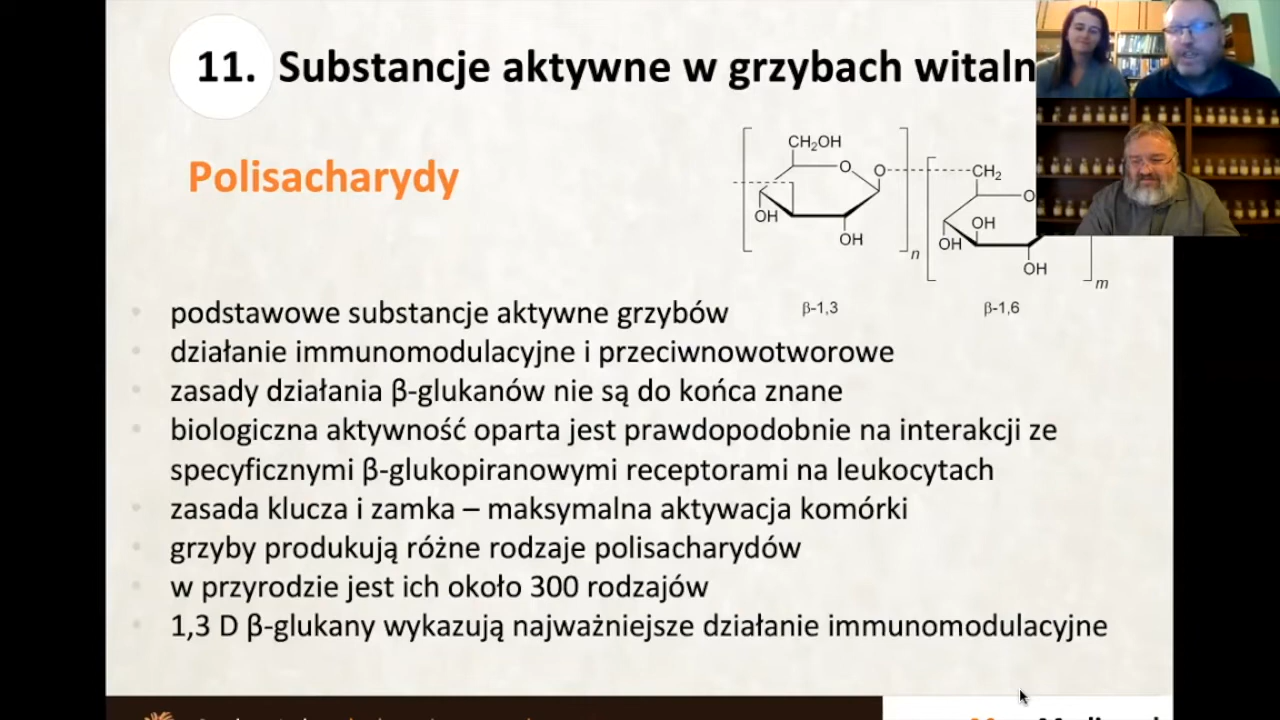 11. Substancje aktywne w grzybach
Polisacharydy
CH₂OH
O
O
OH
OH
n
CH₂
O
OH
OH
OH
m
β-1,3
β-1,6
podstawowe substancje aktywne grzybów
działanie immunomodulacyjne i przeciwnowotworowe
zasady działania β-glukanów nie są do końca znane
biologiczna aktywność oparta jest prawdopodobnie na interakcji ze
specyficznymi β-glukopiranowymi receptorami na leukocytach
zasada klucza i zamka – maksymalna aktywacja komórki
grzyby produkują różne rodzaje polisacharydów
w przyrodzie jest ich około 300 rodzajów
1,3 D β-glukany wykazują najważniejsze działanie immunomodulacyjne